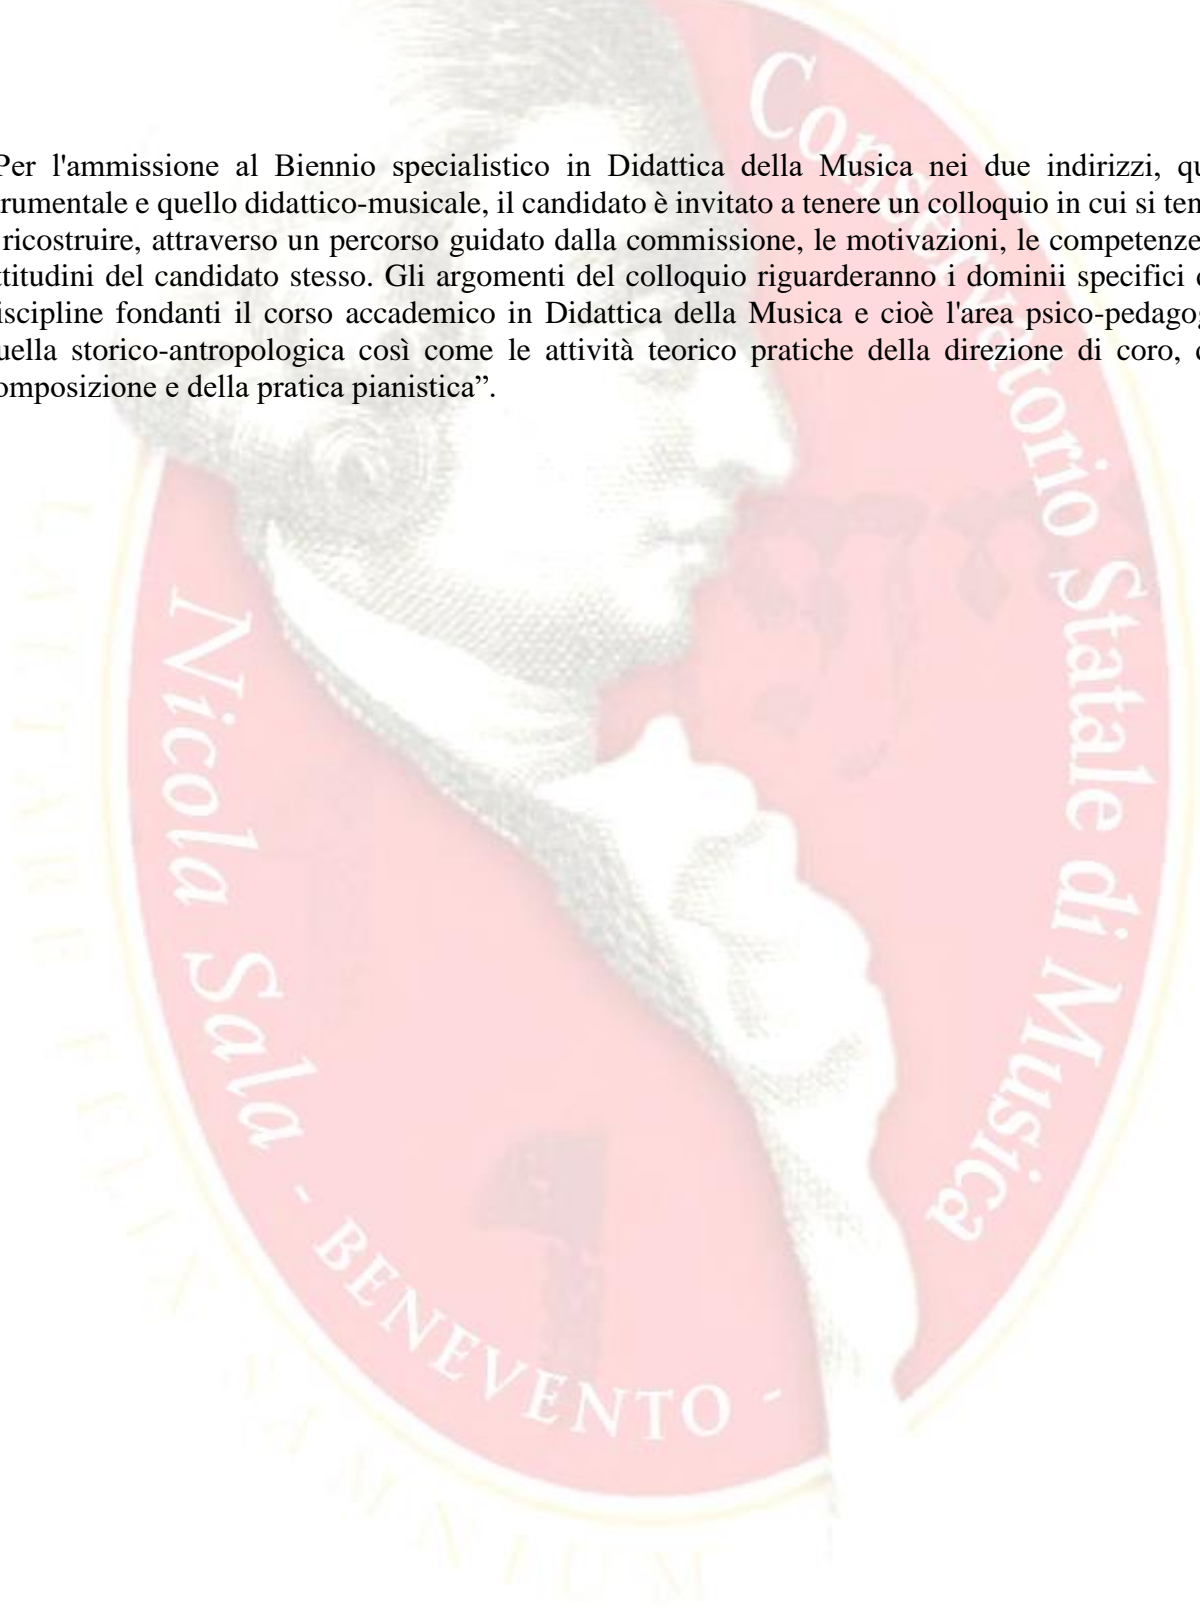 Per l'ammissione al Biennio specialistico in Didattica della Musica nei due indirizzi, qu
rumentale e quello didattico-musicale, il candidato è invitato a tenere un colloquio in cui si ten
ricostruire, attraverso un percorso guidato dalla commissione, le motivazioni, le competenze
ttitudini del candidato stesso. Gli argomenti del colloquio riguarderanno i dominii specifici
iscipline fondanti il corso accademico in Didattica della Musica e cioè l'area psico-pedagog
uella storico-antropologica così come le attività teorico pratiche della direzione di coro,
omposizione e della pratica pianistica”.
Conservatorio Statale di Musica
Nicola Sala - BENEVENTO -
LAETARE FELIX SAMNIUM